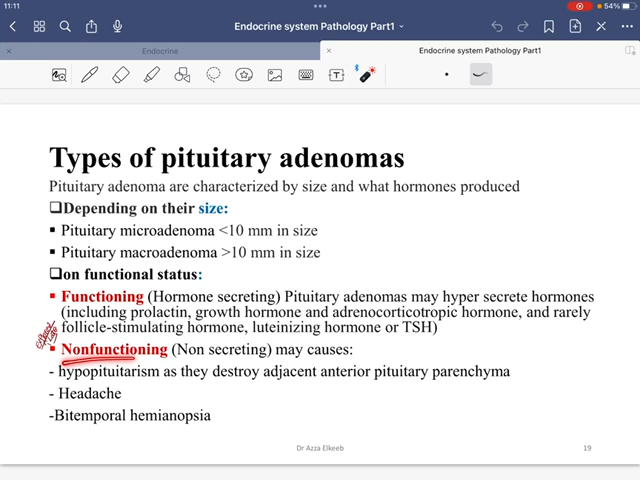 11:11
54%
Endocrine system Pathology Part1
Endocrine
Endocrine system Pathology Part1
Types of pituitary adenomas
Pituitary adenoma are characterized by size and what hormones produced
❑Depending on their size:
▪ Pituitary microadenoma <10 mm in size
▪ Pituitary macroadenoma >10 mm in size
❑on functional status:
▪ Functioning (Hormone secreting) Pituitary adenomas may hyper secrete hormones
(including prolactin, growth hormone and adrenocorticotropic hormone, and rarely
follicle-stimulating hormone, luteinizing hormone or TSH)
▪ Nonfunctioning (Non secreting) may causes:
- hypopituitarism as they destroy adjacent anterior pituitary parenchyma
- Headache
-Bitemporal hemianopsia
Dr Azza Elkeeb
19